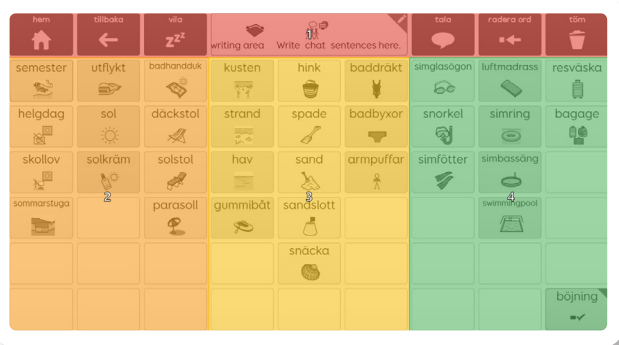 hem tillbaka vila tala radera ord töm
1
writing area Write chat sentences here.
semester utflykt badhandduk kusten hink baddräkt simglasögon luftmadrass resväska
helgdag sol däckstol strand spade badbyxor snorkel simring bagage
skollov solkräm solstol hav sand armpuffar simfötter simbassäng
2 3 4
sommarstuga parasoll gummibåt sandslott swimmingpool
snäcka
böjning